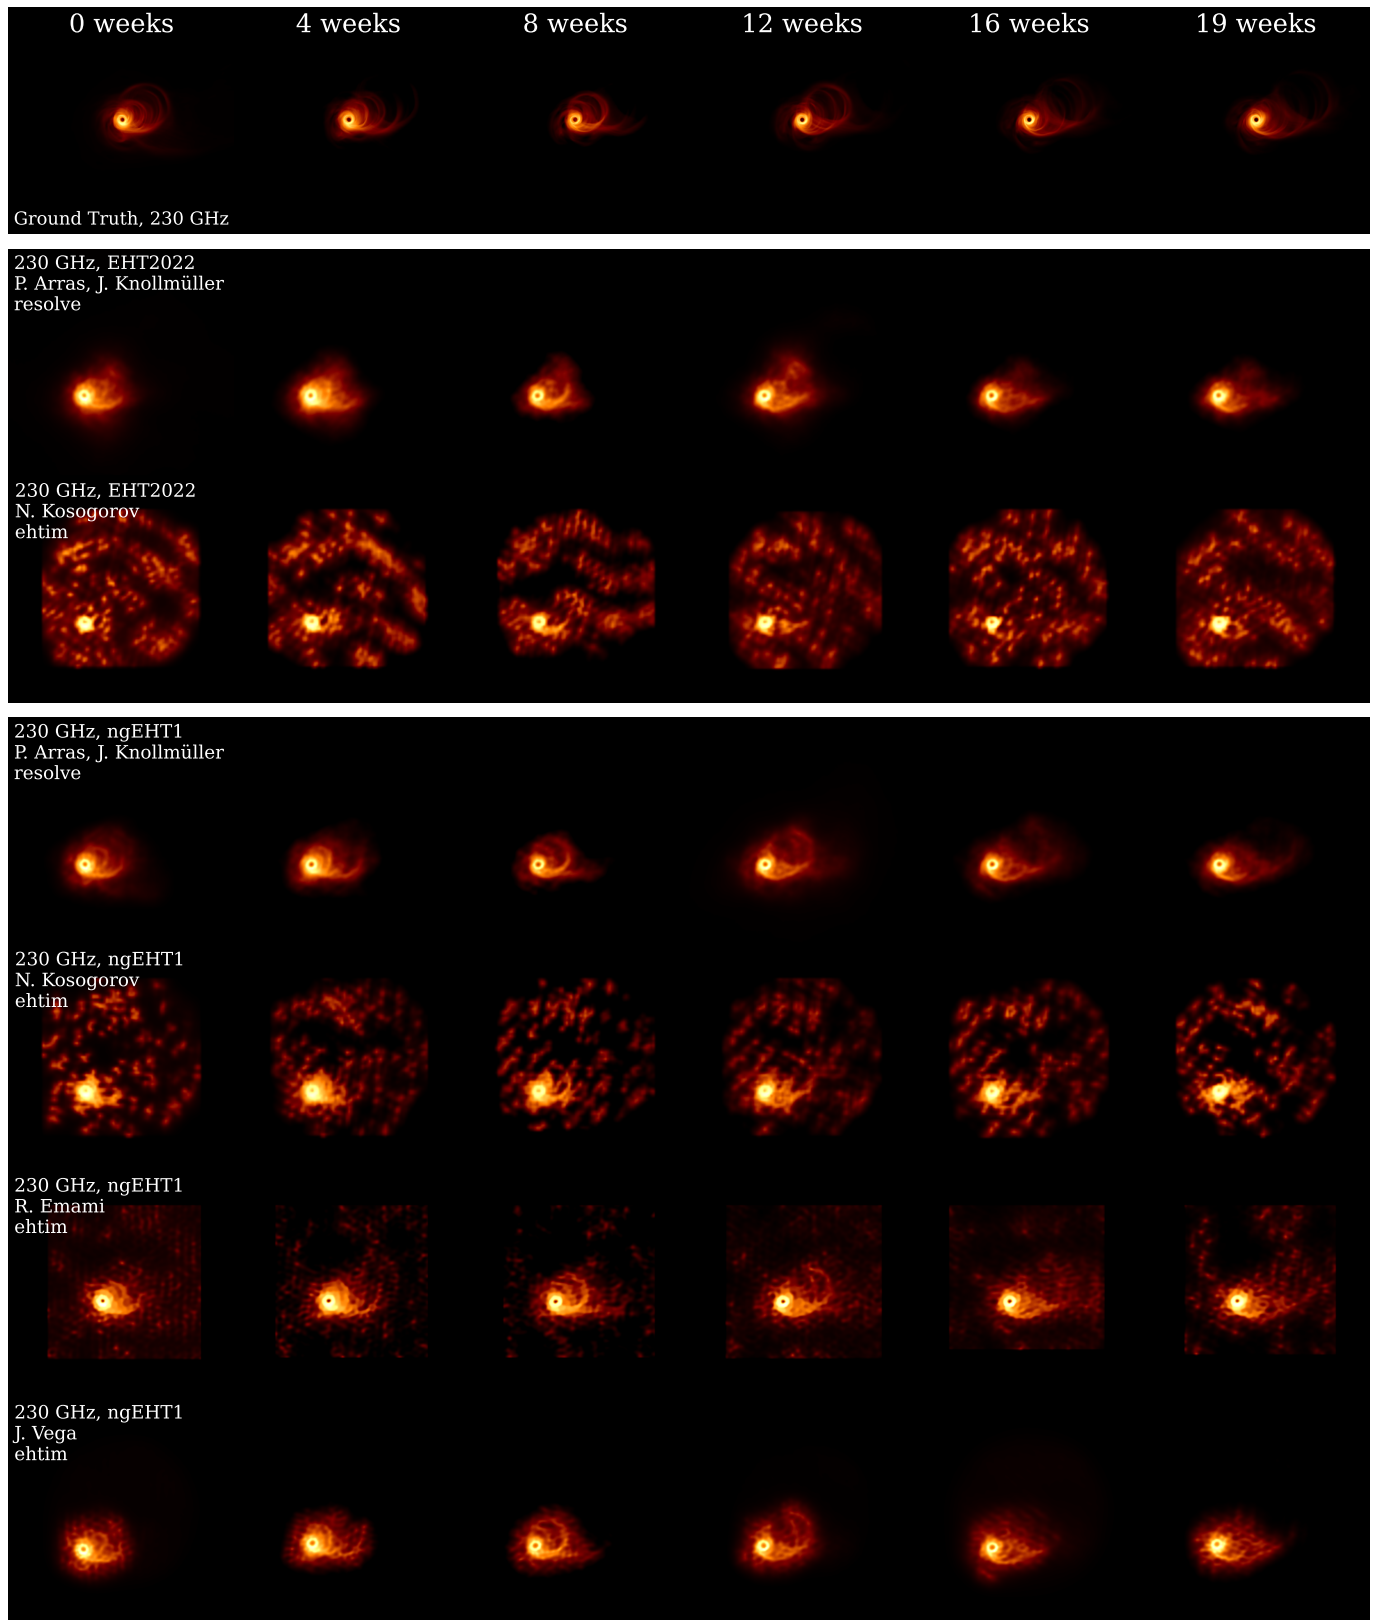 0 weeks 4 weeks 8 weeks 12 weeks 16 weeks 19 weeks
Ground Truth, 230 GHz
230 GHz, EHT2022
P. Arras, J. Knollmüller
resolve
230 GHz, EHT2022
N. Kosogorov
ehtim
230 GHz, ngEHT1
P. Arras, J. Knollmüller
resolve
230 GHz, ngEHT1
N. Kosogorov
ehtim
230 GHz, ngEHT1
R. Emami
ehtim
230 GHz, ngEHT1
J. Vega
ehtim